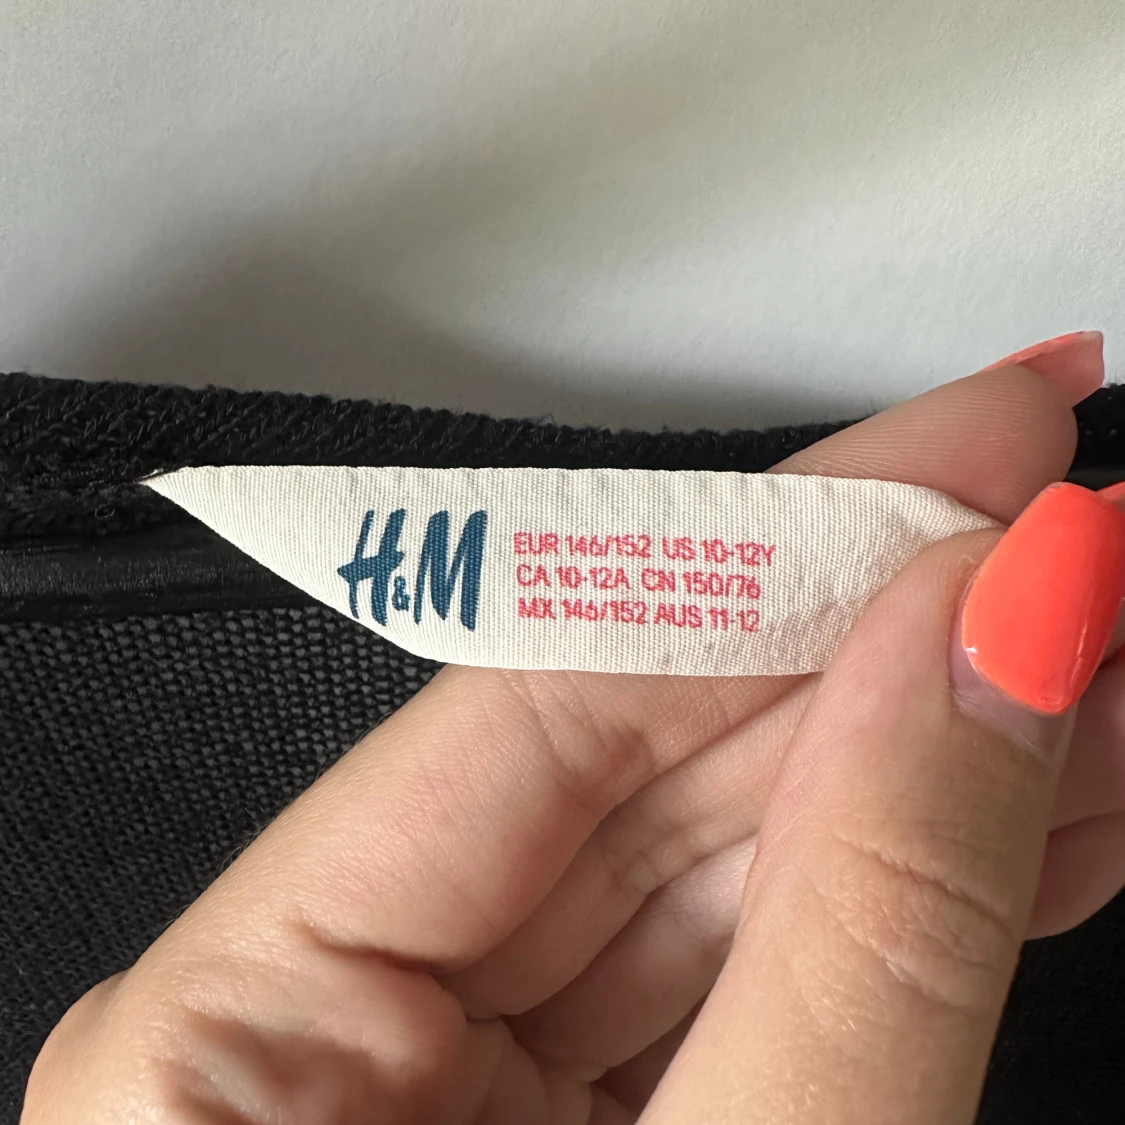 H&M
EUR 146/152 US 10-12Y
CA 10-12A CN 150/76
MX 146/152 AUS 11-12